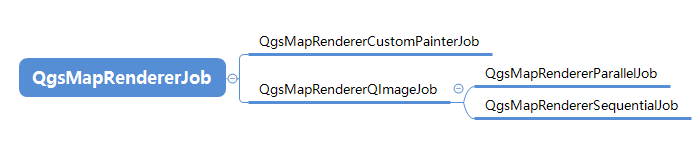 QgsMapRendererCustomPainterJob
QgsMapRendererJob
QgsMapRendererQImageJob
QgsMapRendererParallelJob
QgsMapRendererSequentialJob